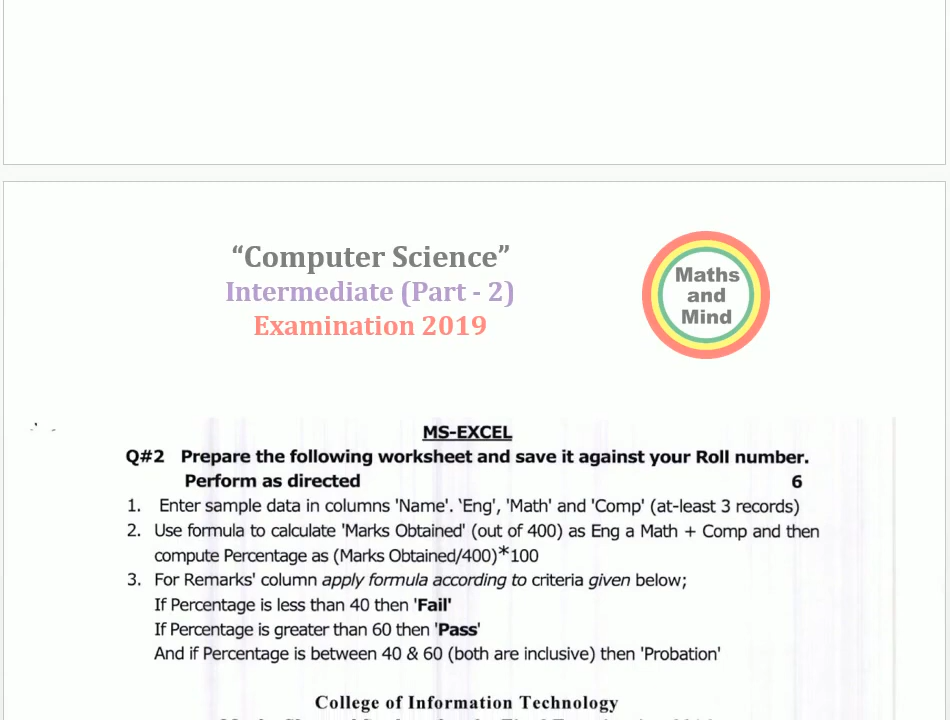 “Computer Science”
Intermediate (Part - 2)
Examination 2019
Maths
and
Mind
MS-EXCEL
Q#2 Prepare the following worksheet and save it against your Roll number.
Perform as directed 6
1. Enter sample data in columns 'Name'. 'Eng', 'Math' and 'Comp' (at-least 3 records)
2. Use formula to calculate 'Marks Obtained' (out of 400) as Eng a Math + Comp and then
compute Percentage as (Marks Obtained/400)*100
3. For Remarks' column apply formula according to criteria given below;
If Percentage is less than 40 then 'Fail'
If Percentage is greater than 60 then 'Pass'
And if Percentage is between 40 & 60 (both are inclusive) then 'Probation'
College of Information Technology